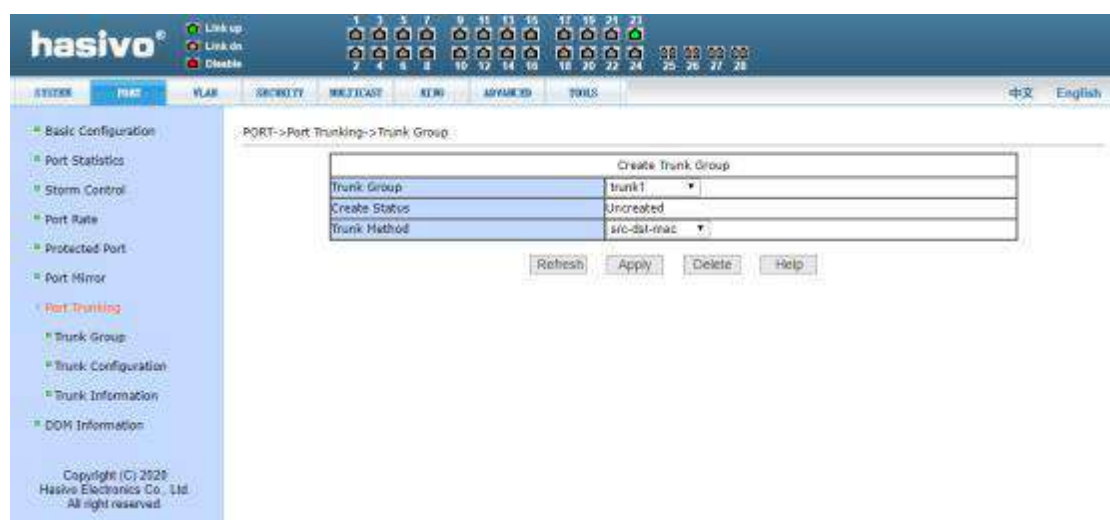 hasivo®
Link up
Link dn
Disable
1 3 5 7 9 11 13 15 17 19 21 23
2 4 6 8 10 12 14 16 18 20 22 24 25 26 27 28
SYSTEM PORT VLAN SECURITY MULTICAST RING ADVANCED TOOLS 中文 English
Basic Configuration
Port Statistics
Storm Control
Port Rate
Protected Port
Port Mirror
Port Trunking
Trunk Group
Trunk Configuration
Trunk Information
DDM Information
Copyright (C) 2020
Hasivo Electronics Co., Ltd.
All right reserved.
PORT->Port Trunking->Trunk Group
Create Trunk Group
Trunk Group trunk1
Create Status Uncreated
Trunk Method src-dst-mac
Refresh Apply Delete Help